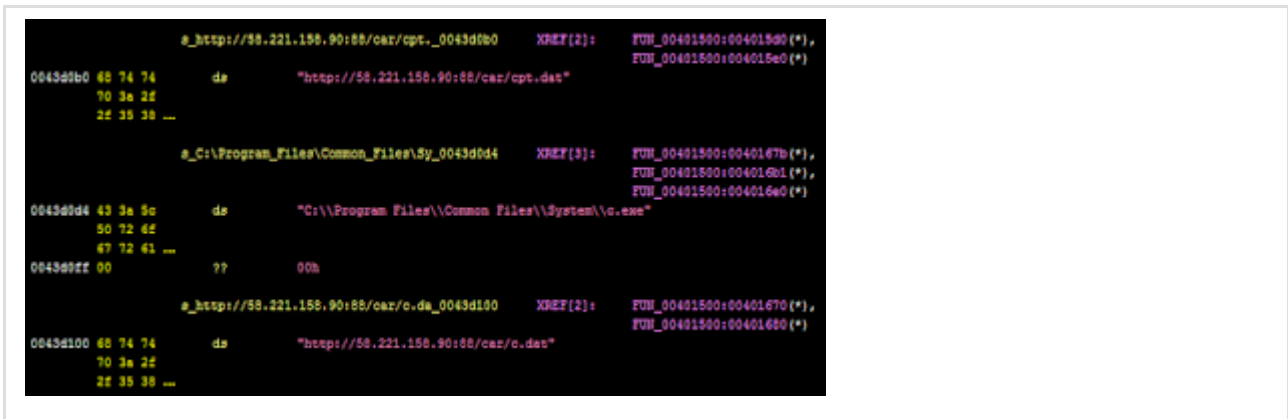 s_http://58.221.158.90:88/car/cpt._0043d0b0 XREF[2]: FUN_00401500:004015d0(*),
FUN_00401500:004015e0(*)
0043d0b0 68 74 74 ds "http://58.221.158.90:88/car/cpt.dat"
70 3a 2f
2f 35 38 ...
s_C:\Program_Files\Common_Files\Sy_0043d0d4 XREF[3]: FUN_00401500:0040167b(*),
FUN_00401500:004016b1(*),
FUN_00401500:004016e0(*)
0043d0d4 43 3a 5c ds "C:\\Program Files\\Common Files\\System\\c.exe"
50 72 6f
67 72 61 ...
0043d0ff 00 ?? 00h
s_http://58.221.158.90:88/car/c.da_0043d100 XREF[2]: FUN_00401500:00401670(*),
FUN_00401500:00401680(*)
0043d100 68 74 74 ds "http://58.221.158.90:88/car/c.dat"
70 3a 2f
2f 35 38 ...